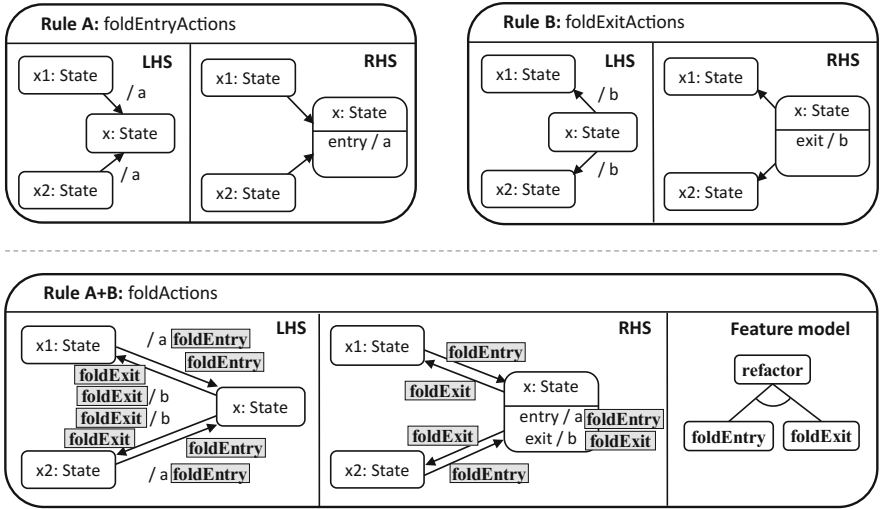 Rule A: foldEntryActions
LHS
RHS
x1: State
/ a
x: State
/ a
x2: State
x1: State
x: State
entry / a
x2: State
Rule B: foldExitActions
LHS
RHS
x1: State
/ b
x: State
/ b
x2: State
x1: State
x: State
exit / b
x2: State
Rule A+B: foldActions
LHS
x1: State
/ a foldEntry
foldEntry
foldExit
foldExit / b
foldExit / b
foldExit
x: State
foldEntry
x2: State
/ a foldEntry
RHS
x1: State
foldEntry
foldExit
x: State
entry / a foldEntry
exit / b foldExit
foldExit
x2: State
foldEntry
Feature model
refactor
foldEntry
foldExit